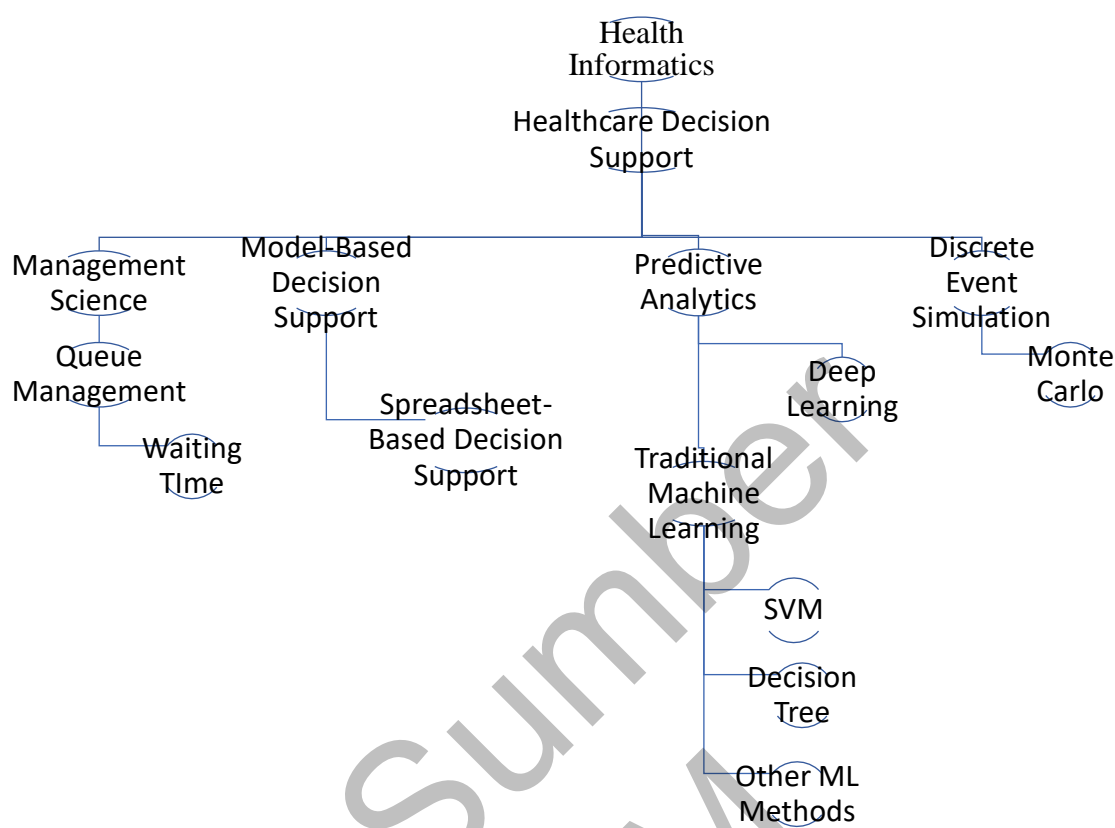 Health
Informatics
Healthcare Decision
Support
Management
Science
Model-Based
Decision
Support
Predictive
Analytics
Discrete
Event
Simulation
Queue
Management
Waiting
TIme
Spreadsheet-
Based Decision
Support
Deep
Learning
Monte
Carlo
Traditional
Machine
Learning
SVM
Decision
Tree
Other ML
Methods
Sumber
M